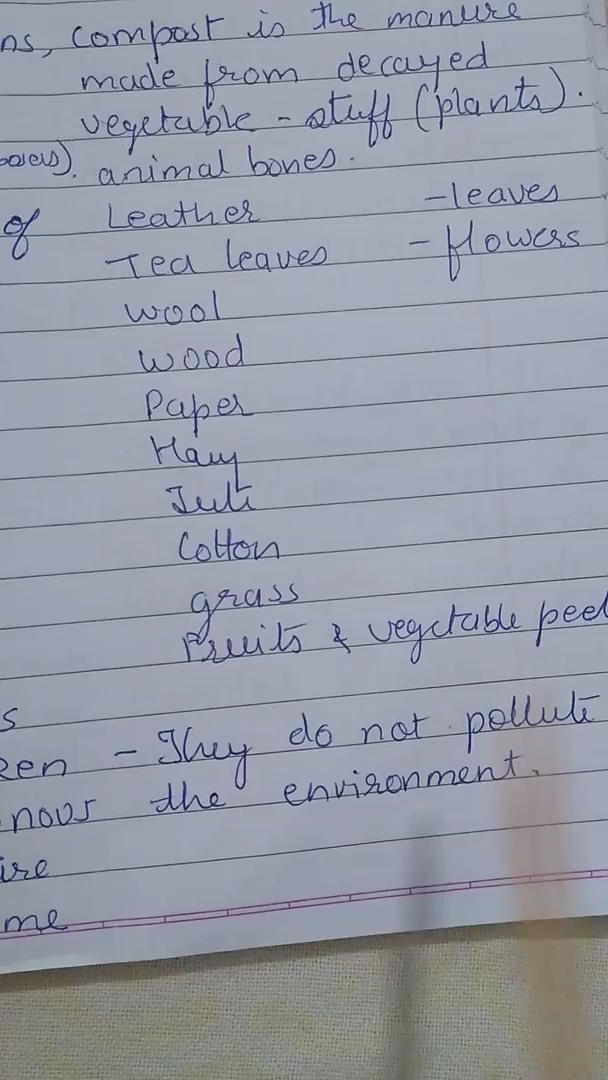 ns, compost is the manure
made from decayed
vegetable - stuff (plants).
animal bones.
of Leather - leaves
Tea leaves - flowers
wool
wood
Paper
Hay
Jute
Cotton
grass
Fruits & vegetable peel
s
een - They do not pollute
nous the environment.
ire
me